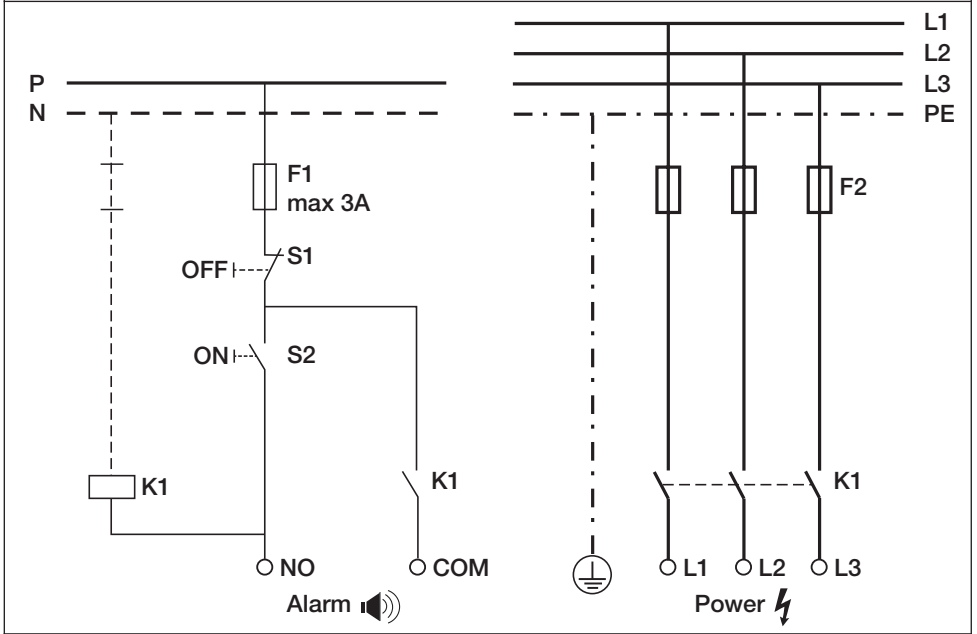 L1
L2
P
L3
N
PE
F1
max 3A
F2
OFF
S1
ON
S2
K1
K1
K1
NO
COM
L1
L2
L3
Alarm
Power